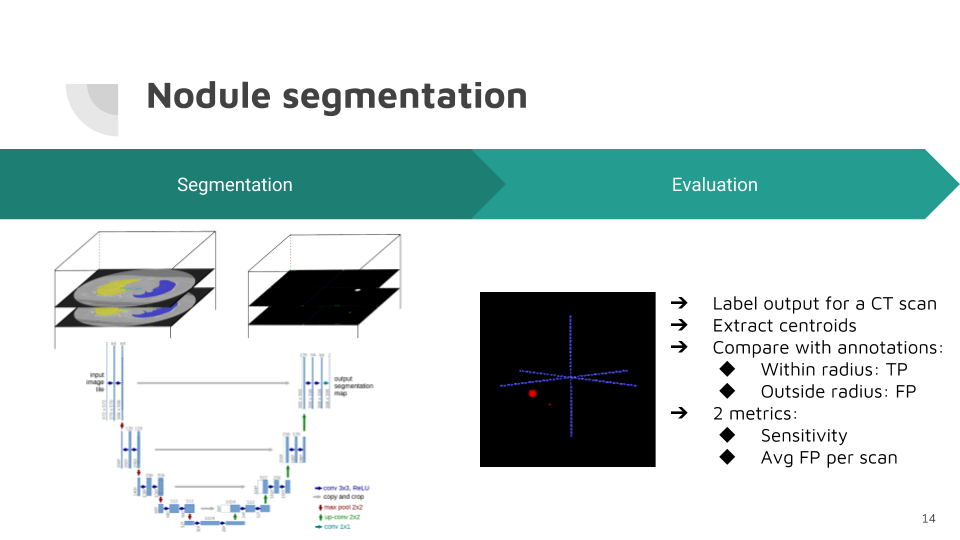 Nodule segmentation
Segmentation
Evaluation
input
image
tile
output
segmentation
map
conv 3x3, ReLU
copy and crop
max pool 2x2
up-conv 2x2
conv 1x1
➔ Label output for a CT scan
➔ Extract centroids
➔ Compare with annotations:
◆ Within radius: TP
◆ Outside radius: FP
➔ 2 metrics:
◆ Sensitivity
◆ Avg FP per scan
14